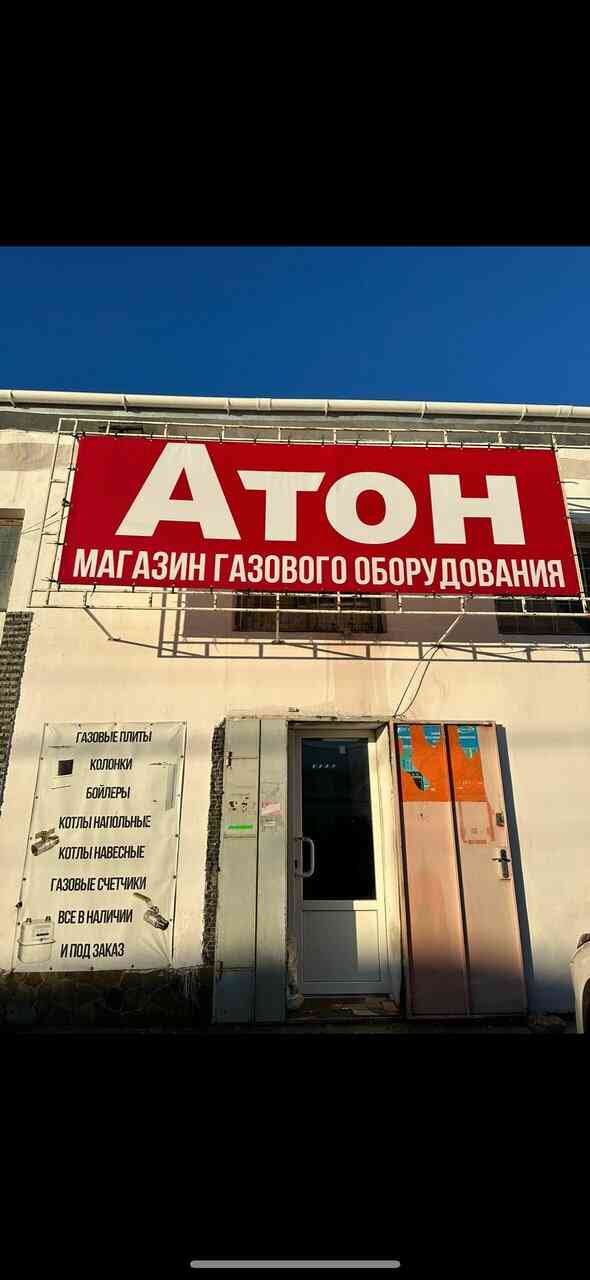 Атон
МАГАЗИН ГАЗОВОГО ОБОРУДОВАНИЯ
ГАЗОВЫЕ ПЛИТЫ
КОЛОНКИ
БОЙЛЕРЫ
КОТЛЫ НАПОЛЬНЫЕ
КОТЛЫ НАВЕСНЫЕ
ГАЗОВЫЕ СЧЕТЧИКИ
ВСЕ В НАЛИЧИИ
И ПОД ЗАКАЗ